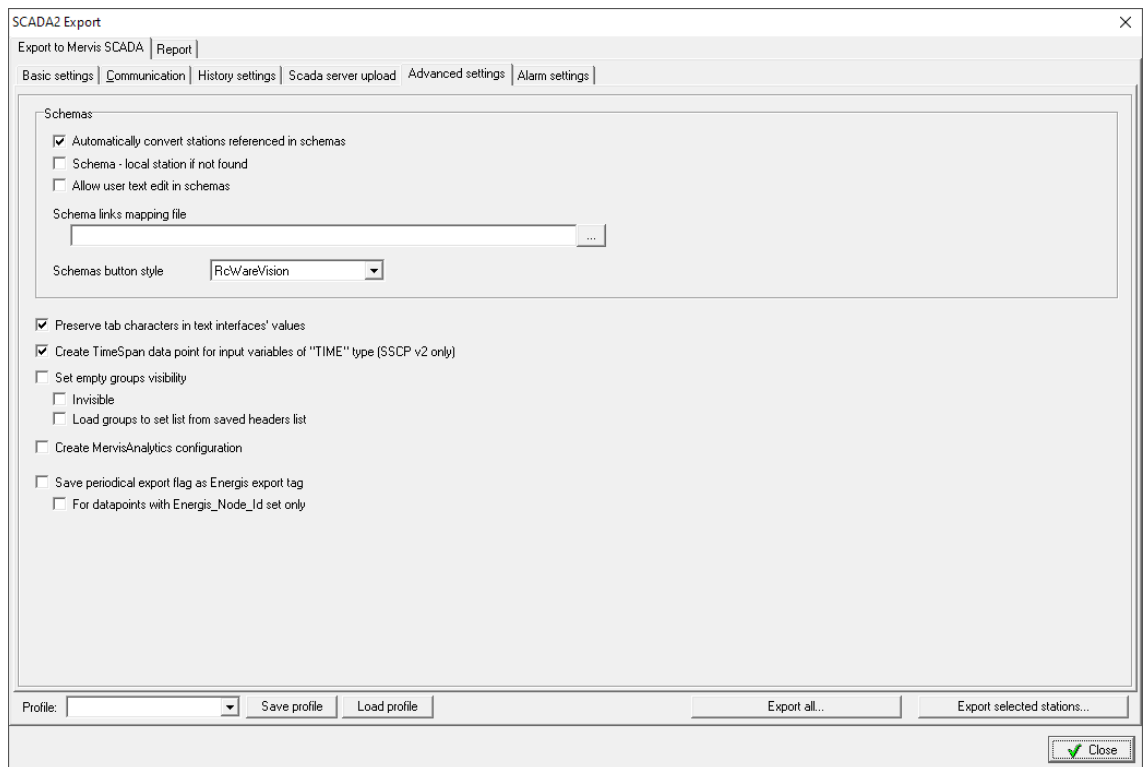 SCADA2 Export
Export to Mervis SCADA Report
Basic settings Communication History settings Scada server upload Advanced settings Alarm settings
Schemas
Automatically convert stations referenced in schemas
Schema - local station if not found
Allow user text edit in schemas
Schema links mapping file
...
Schemas button style RcWareVision
Preserve tab characters in text interfaces' values
Create TimeSpan data point for input variables of "TIME" type (SSCP v2 only)
Set empty groups visibility
Invisible
Load groups to set list from saved headers list
Create MervisAnalytics configuration
Save periodical export flag as Energis export tag
For datapoints with Energis_Node_Id set only
Profile: Save profile Load profile Export all... Export selected stations...
Close